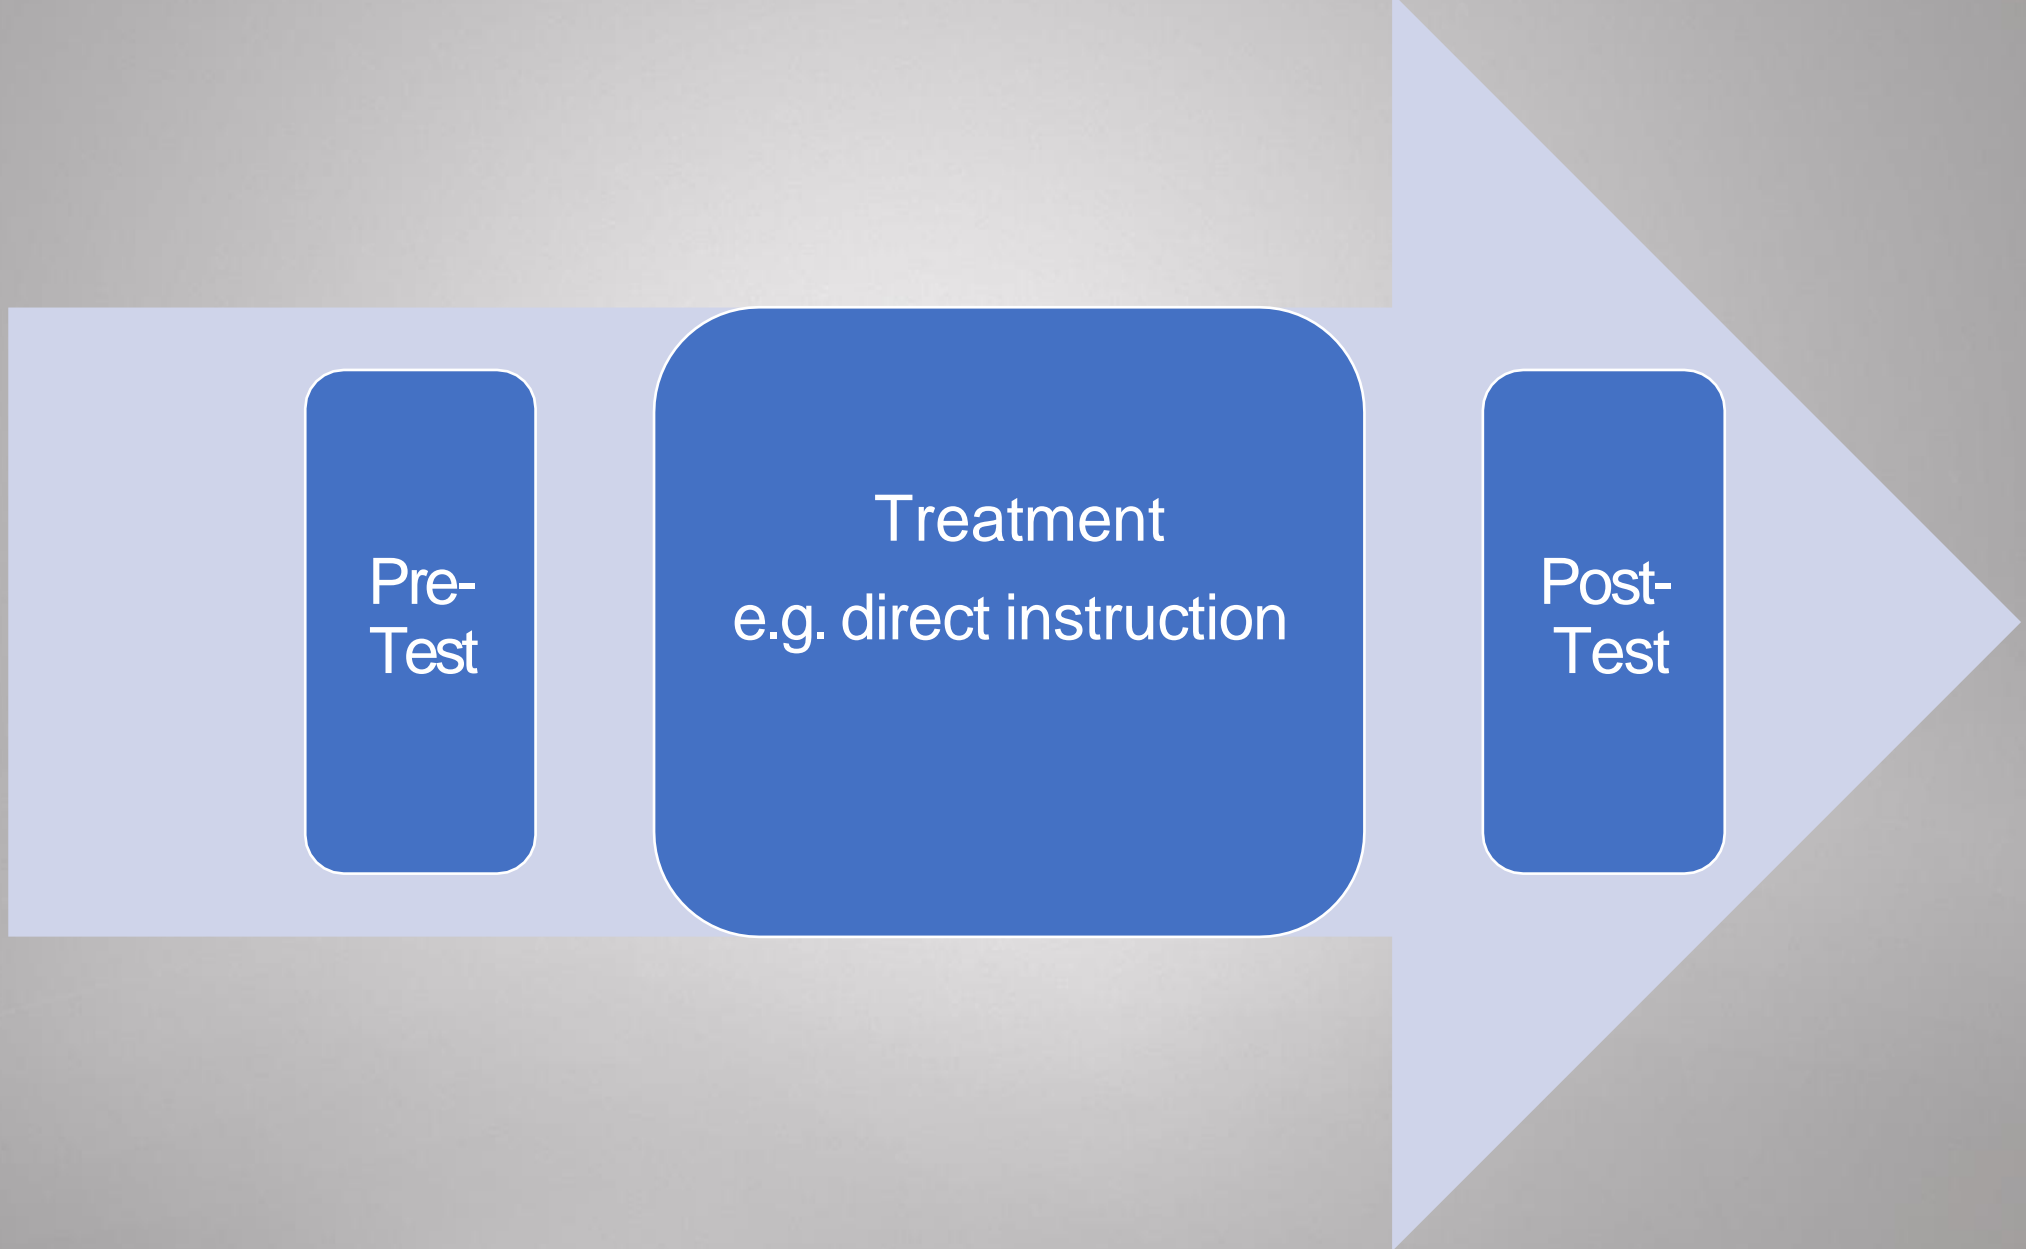 Pre-
Test
Treatment
e.g. direct instruction
Post-
Test